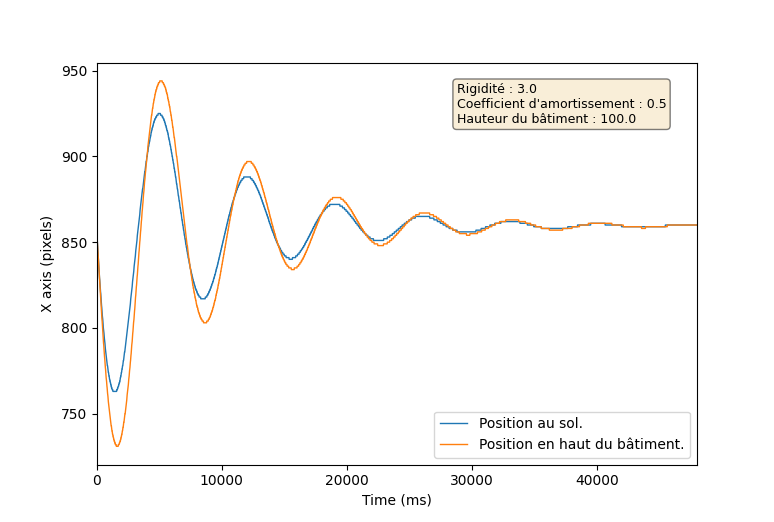 950
900
850
800
750
X axis (pixels)
Rigidité : 3.0
Coefficient d'amortissement : 0.5
Hauteur du bâtiment : 100.0
Position au sol.
Position en haut du bâtiment.
0 10000 20000 30000 40000
Time (ms)